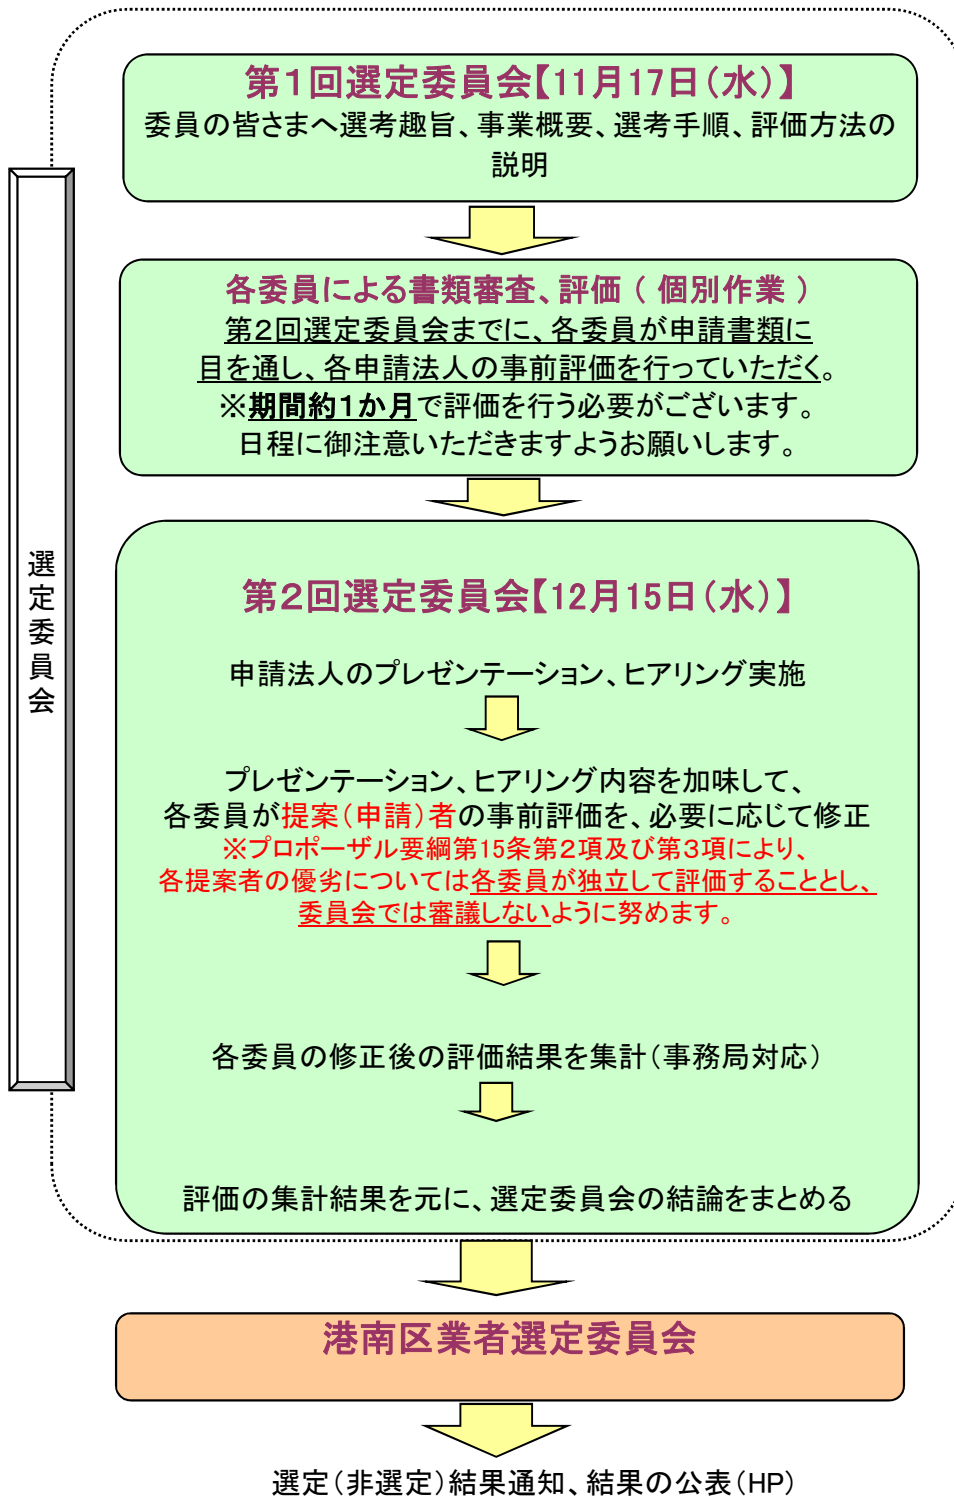 第１回選定委員会【11月17日（水）】
委員の皆さまへ選考趣旨、事業概要、選考手順、評価方法の
説明
各委員による書類審査、評価（ 個別作業 ）
第２回選定委員会までに、各委員が申請書類に
目を通し、各申請法人の事前評価を行っていただく。
※期間約１か月で評価を行う必要がございます。
日程に御注意いただきますようお願いします。
選定委員会
第２回選定委員会【12月15日（水）】
申請法人のプレゼンテーション、ヒアリング実施
プレゼンテーション、ヒアリング内容を加味して、
各委員が提案（申請）者の事前評価を、必要に応じて修正
※プロポーザル要綱第15条第２項及び第３項により、
各提案者の優劣については各委員が独立して評価することとし、
委員会では審議しないように努めます。
各委員の修正後の評価結果を集計（事務局対応）
評価の集計結果を元に、選定委員会の結論をまとめる
港南区業者選定委員会
選定（非選定）結果通知、結果の公表（HP）